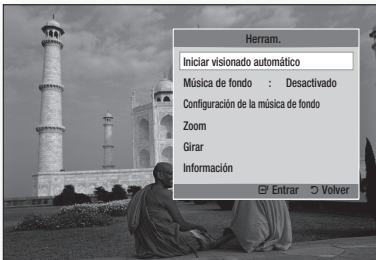 Herram.
Iniciar visionado automático
Música de fondo : Desactivado
Configuración de la música de fondo
Zoom
Girar
Información
Entrar Volver